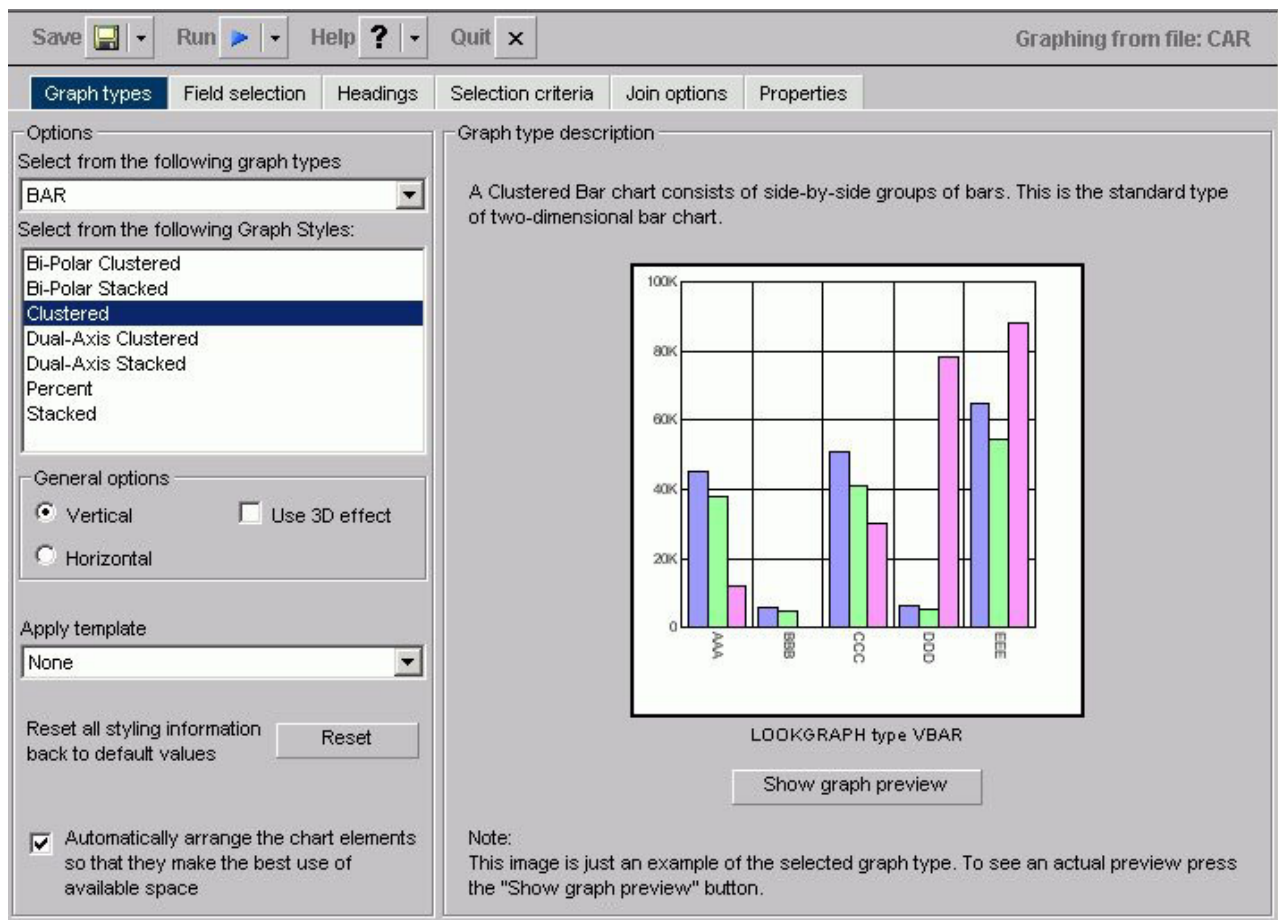 Save Run Help ? Quit x Graphing from file: CAR
Graph types Field selection Headings Selection criteria Join options Properties
Options
Select from the following graph types
BAR
Select from the following Graph Styles:
Bi-Polar Clustered
Bi-Polar Stacked
Clustered
Dual-Axis Clustered
Dual-Axis Stacked
Percent
Stacked
General options
Vertical Use 3D effect
Horizontal
Apply template
None
Reset all styling information
back to default values
Reset
Automatically arrange the chart elements
so that they make the best use of
available space
Graph type description
A Clustered Bar chart consists of side-by-side groups of bars. This is the standard type
of two-dimensional bar chart.
100K
80K
60K
40K
20K
0
AAA BBB CCC DDD EEE
LOOKGRAPH type VBAR
Show graph preview
Note:
This image is just an example of the selected graph type. To see an actual preview press
the "Show graph preview" button.